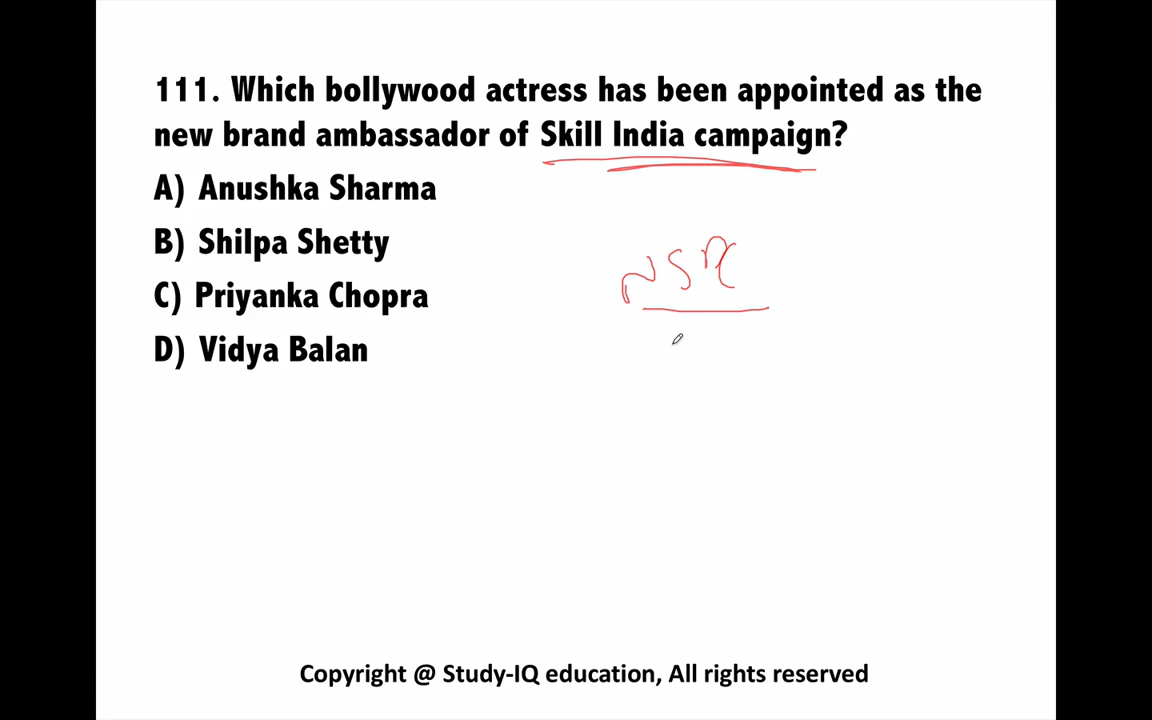 111. Which bollywood actress has been appointed as the
new brand ambassador of Skill India campaign?
A) Anushka Sharma
B) Shilpa Shetty
C) Priyanka Chopra
D) Vidya Balan
Copyright @ Study-IQ education, All rights reserved